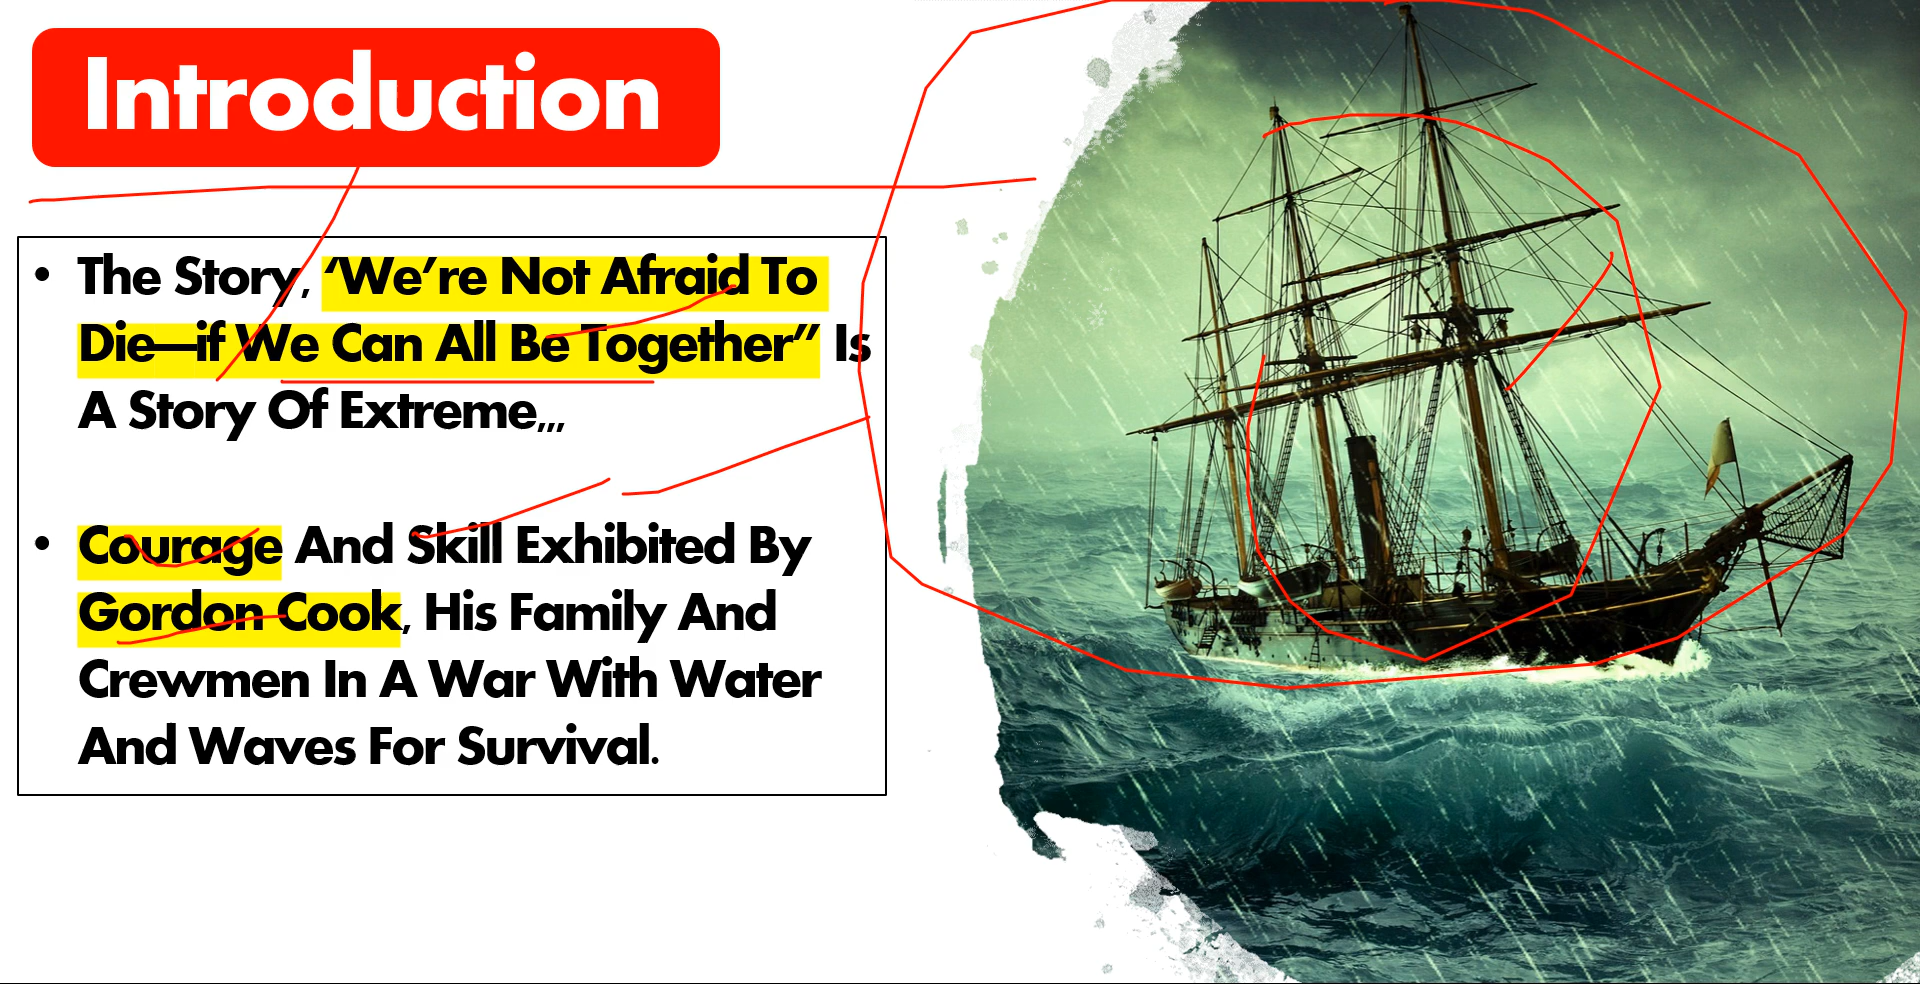 Introduction
• The Story, ‘We’re Not Afraid To
Die—if We Can All Be Together” Is
A Story Of Extreme,,,
• Courage And Skill Exhibited By
Gordon Cook, His Family And
Crewmen In A War With Water
And Waves For Survival.